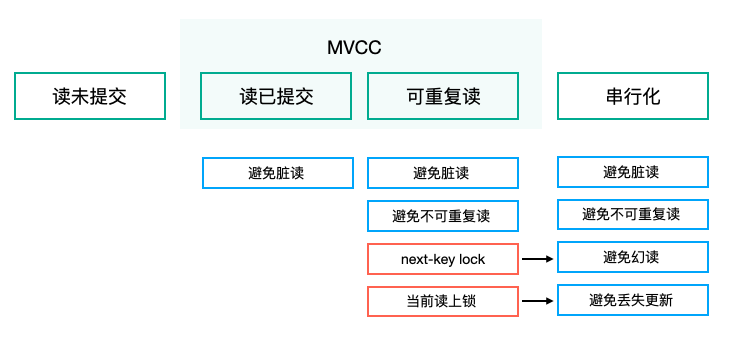 MVCC
读未提交
读已提交
可重复读
串行化
避免脏读
避免脏读
避免脏读
避免不可重复读
避免不可重复读
next-key lock
避免幻读
当前读上锁
避免丢失更新